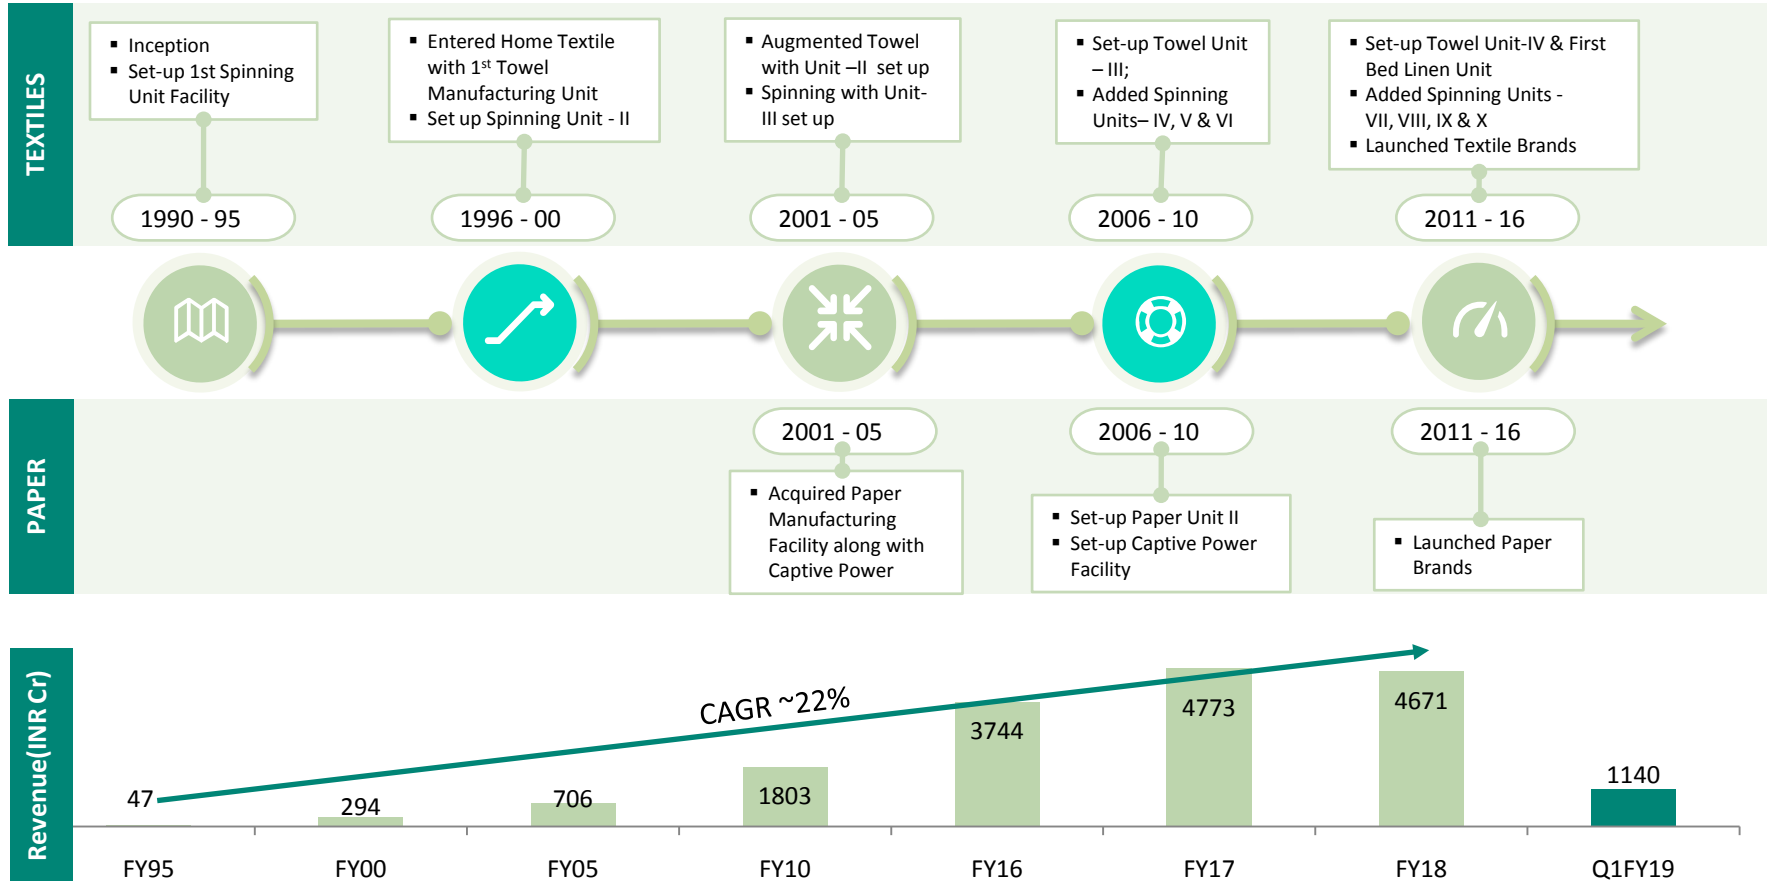 TEXTILES
▪ Inception
▪ Set-up 1st Spinning
Unit Facility
▪ Entered Home Textile
with 1st Towel
Manufacturing Unit
▪ Set up Spinning Unit - II
▪ Augmented Towel
with Unit –II set up
▪ Spinning with Unit-
III set up
▪ Set-up Towel Unit
– III;
▪ Added Spinning
Units– IV, V & VI
▪ Set-up Towel Unit-IV & First
Bed Linen Unit
▪ Added Spinning Units -
VII, VIII, IX & X
▪ Launched Textile Brands
1990 - 95
1996 - 00
2001 - 05
2006 - 10
2011 - 16
PAPER
2001 - 05
2006 - 10
2011 - 16
▪ Acquired Paper
Manufacturing
Facility along with
Captive Power
▪ Set-up Paper Unit II
▪ Set-up Captive Power
Facility
▪ Launched Paper
Brands
Revenue(INR Cr)
CAGR ~22%
47
294
706
1803
3744
4773
4671
1140
FY95
FY00
FY05
FY10
FY16
FY17
FY18
Q1FY19